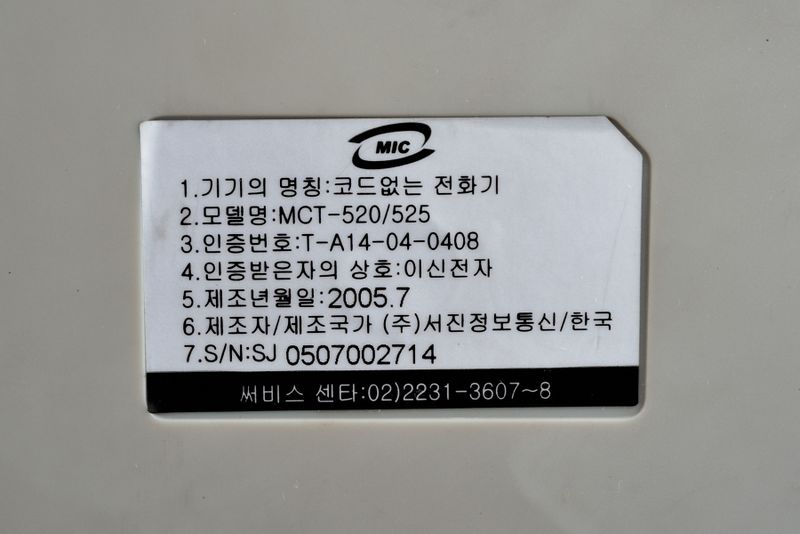 MIC
1.기기의 명칭:코드없는 전화기
2.모델명:MCT-520/525
3.인증번호:T-A14-04-0408
4.인증받은자의 상호:이신전자
5.제조년월일:2005.7
6.제조자/제조국가 (주)서진정보통신/한국
7.S/N:SJ 0507002714
써비스 센타:02)2231-3607~8